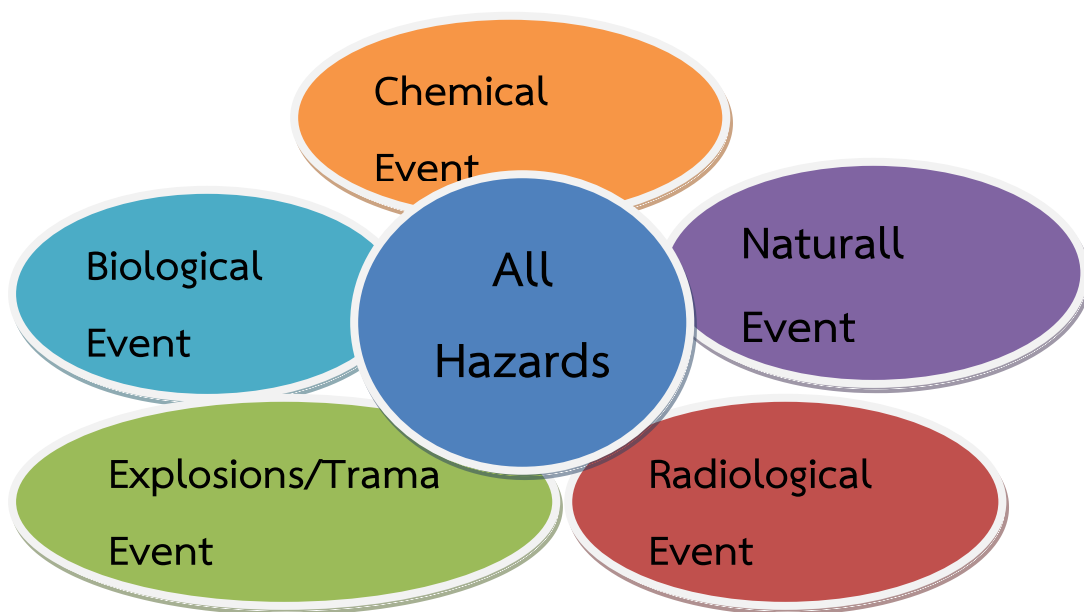 Chemical
Event
Biological
Event
All
Hazards
Naturall
Event
Explosions/Trama
Event
Radiological
Event